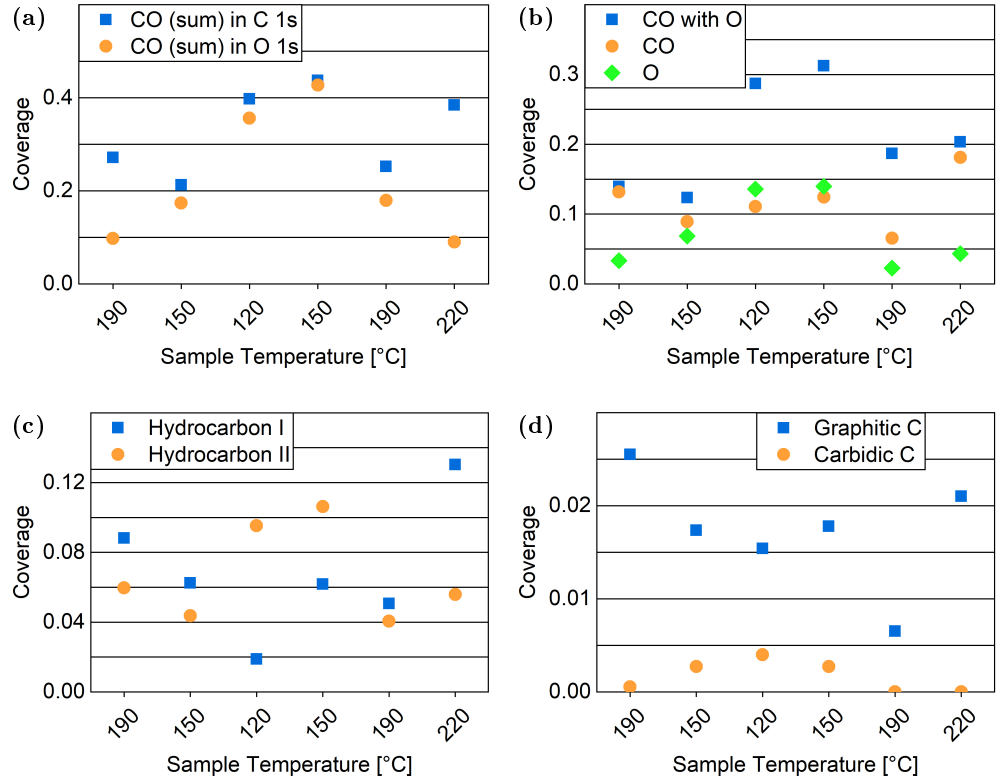 (a)
CO (sum) in C 1s
CO (sum) in O 1s
Coverage
0.4
0.2
0.0
190
150
120
150
190
220
Sample Temperature [°C]
(b)
CO with O
CO
O
Coverage
0.3
0.2
0.1
0.0
190
150
120
150
190
220
Sample Temperature [°C]
(c)
Hydrocarbon I
Hydrocarbon II
Coverage
0.12
0.08
0.04
0.00
190
150
120
150
190
220
Sample Temperature [°C]
(d)
Graphitic C
Carbidic C
Coverage
0.02
0.01
0.00
190
150
120
150
190
220
Sample Temperature [°C]